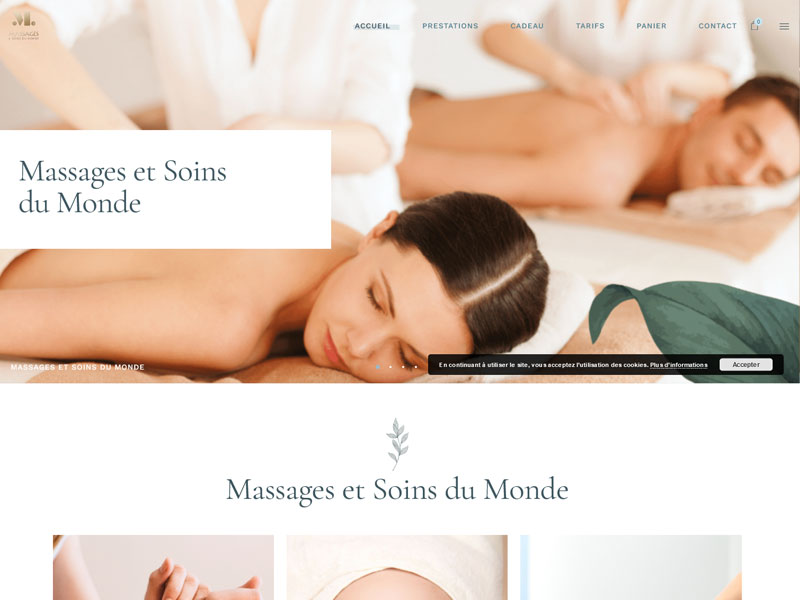 ACCUEIL PRESTATIONS CADEAU TARIFS PANIER CONTACT 0
Massages et Soins
du Monde
MASSAGES ET SOINS DU MONDE
En continuant à utiliser le site, vous acceptez l'utilisation des cookies. Plus d'informations Accepter
Massages et Soins du Monde